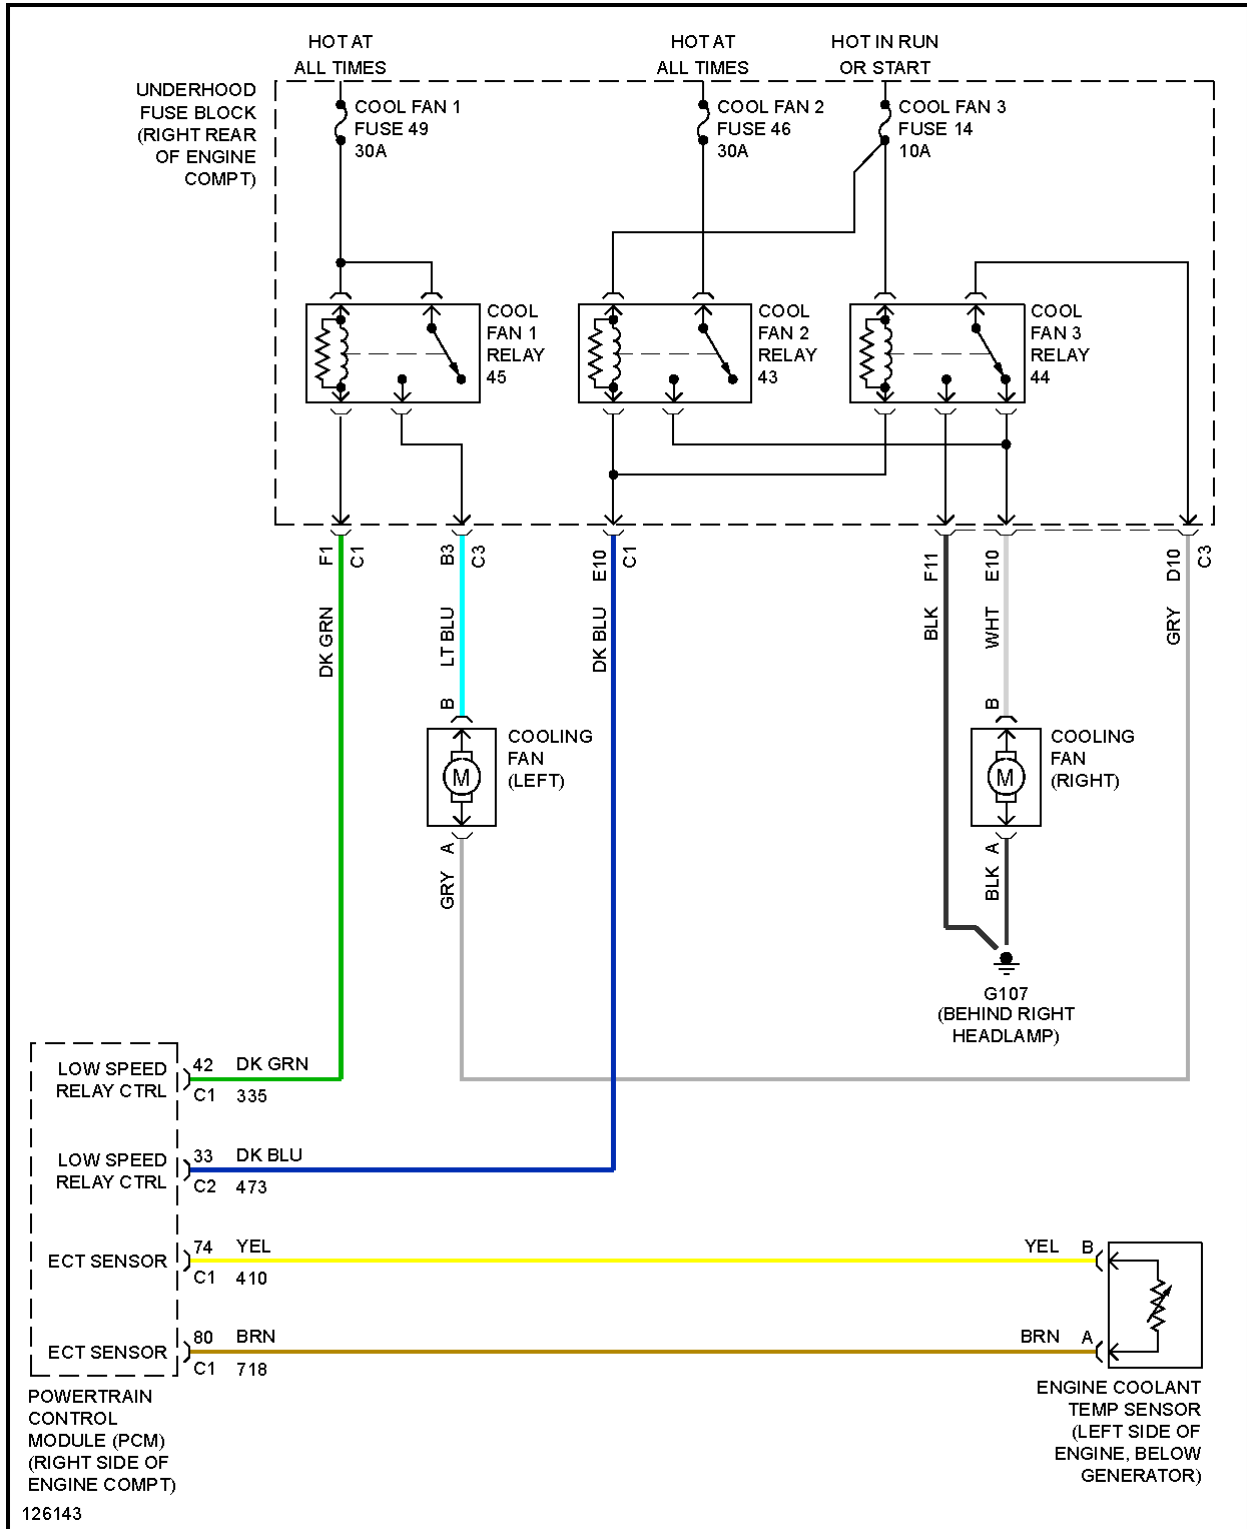 HOT AT
ALL TIMES
HOT AT
ALL TIMES
HOT IN RUN
OR START
UNDERHOOD
FUSE BLOCK
(RIGHT REAR
OF ENGINE
COMPT)
COOL FAN 1
FUSE 49
30A
COOL FAN 2
FUSE 46
30A
COOL FAN 3
FUSE 14
10A
COOL
FAN 1
RELAY
45
COOL
FAN 2
RELAY
43
COOL
FAN 3
RELAY
44
F1
C1
B3
C3
E10
C1
F11
E10
D10
C3
DK GRN
LT BLU
DK BLU
BLK
WHT
GRY
B
B
M
COOLING
FAN
(LEFT)
M
COOLING
FAN
(RIGHT)
A
GRY
A
BLK
G107
(BEHIND RIGHT
HEADLAMP)
LOW SPEED
RELAY CTRL
42
DK GRN
C1
335
LOW SPEED
RELAY CTRL
33
DK BLU
C2
473
ECT SENSOR
74
YEL
C1
410
YEL
B
ECT SENSOR
80
BRN
C1
718
BRN
A
POWERTRAIN
CONTROL
MODULE (PCM)
(RIGHT SIDE OF
ENGINE COMPT)
ENGINE COOLANT
TEMP SENSOR
(LEFT SIDE OF
ENGINE, BELOW
GENERATOR)
126143